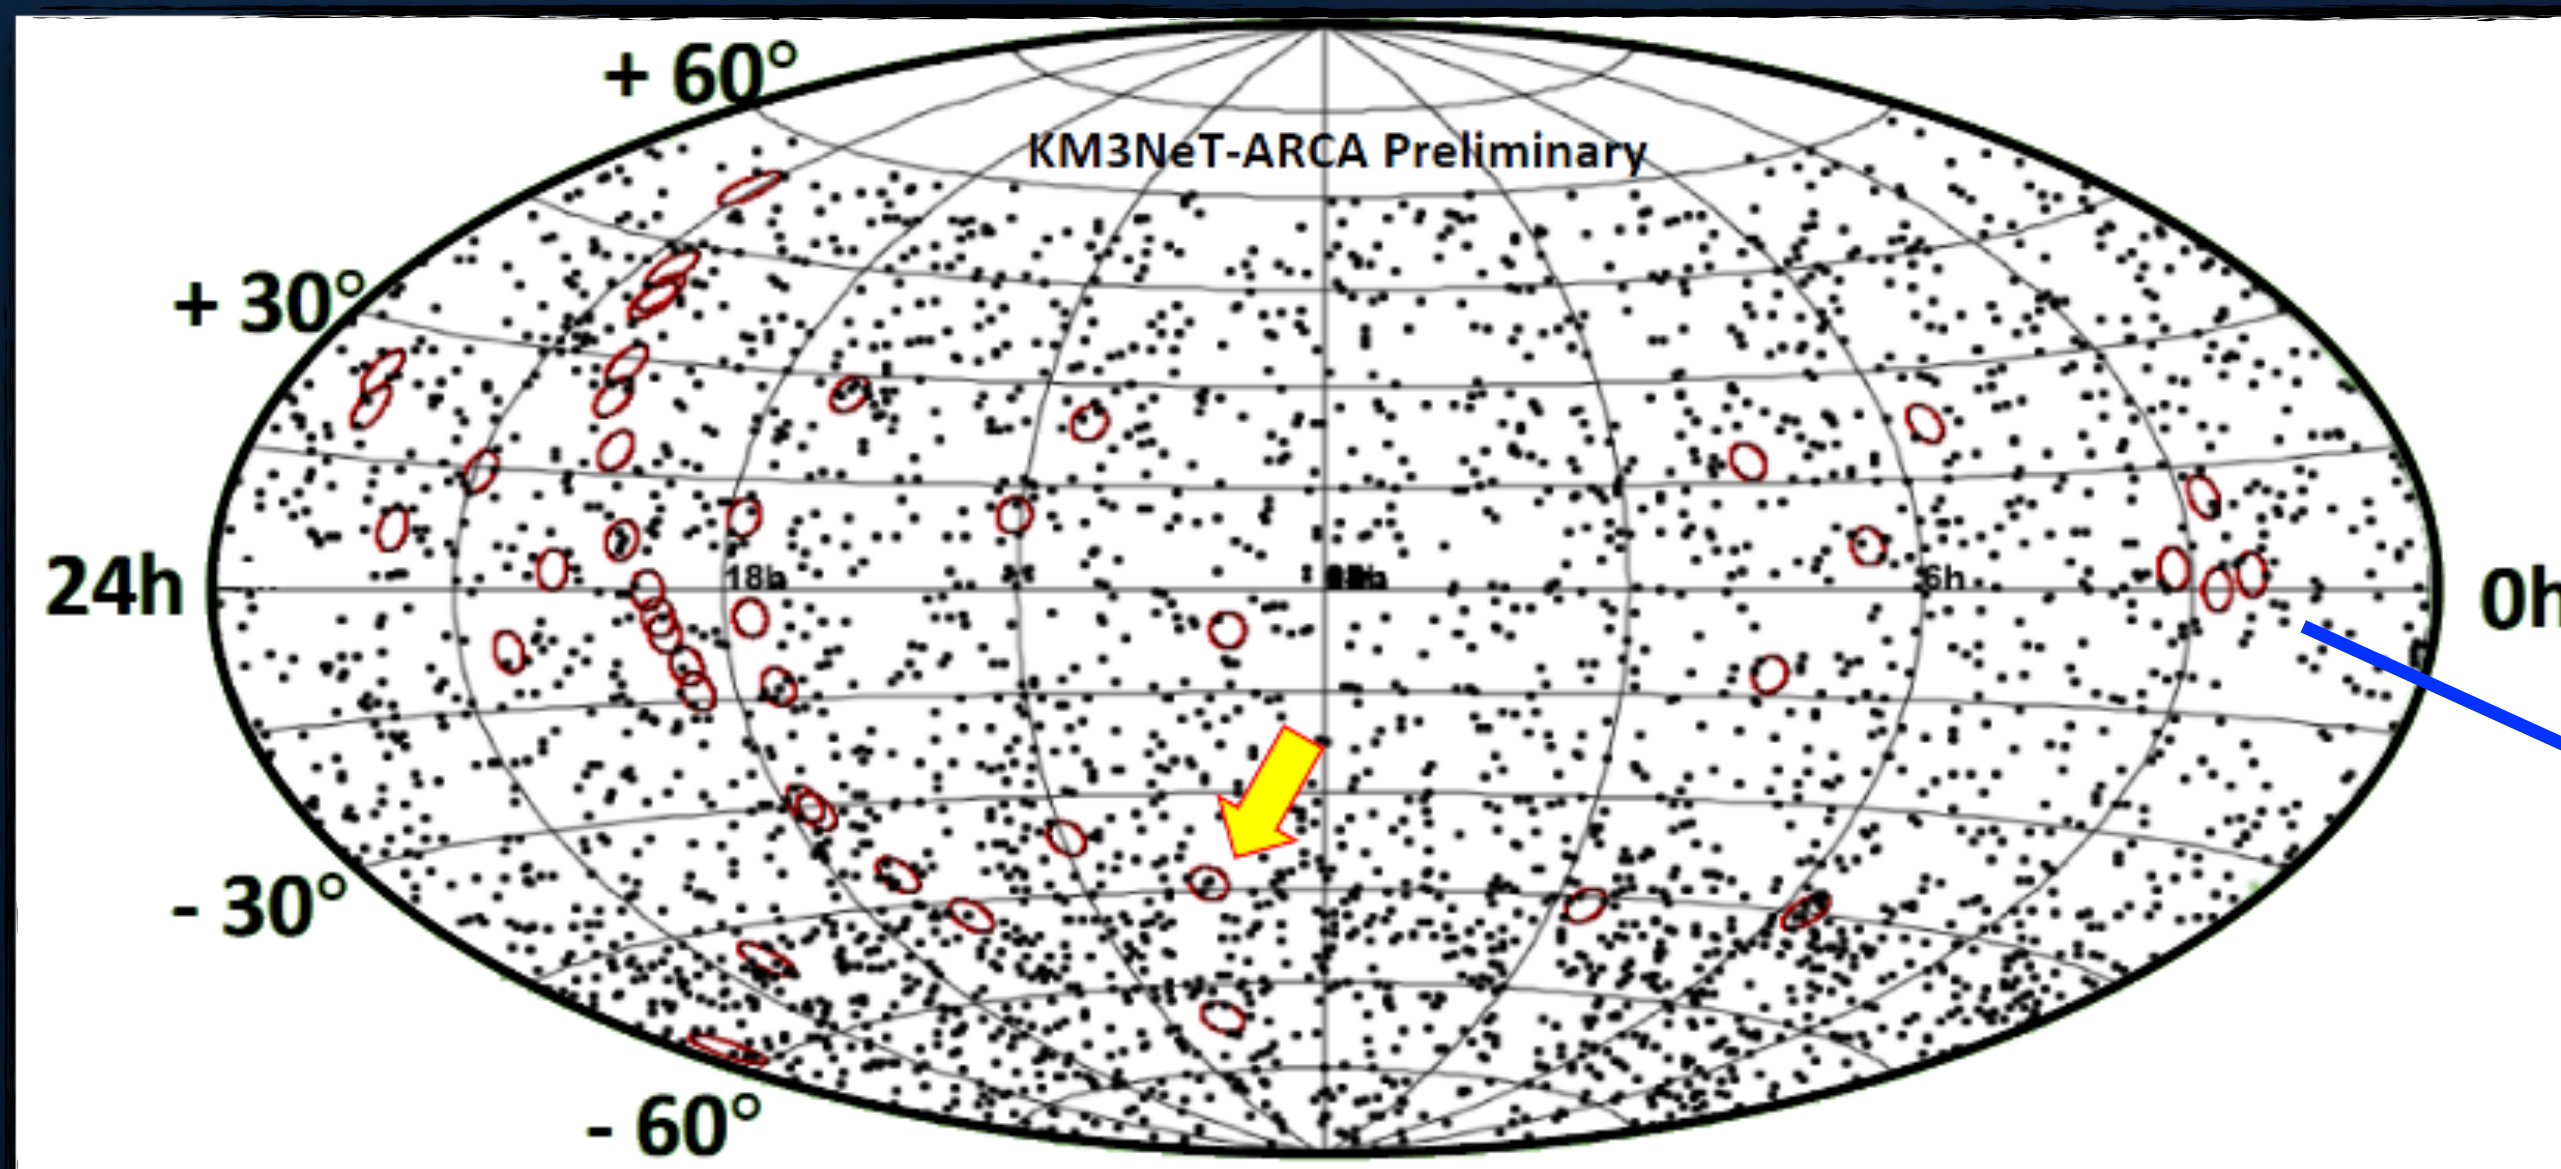 + 60°
KM3NeT-ARCA Preliminary
+ 30°
24h
18h
6h
0h
- 30°
- 60°